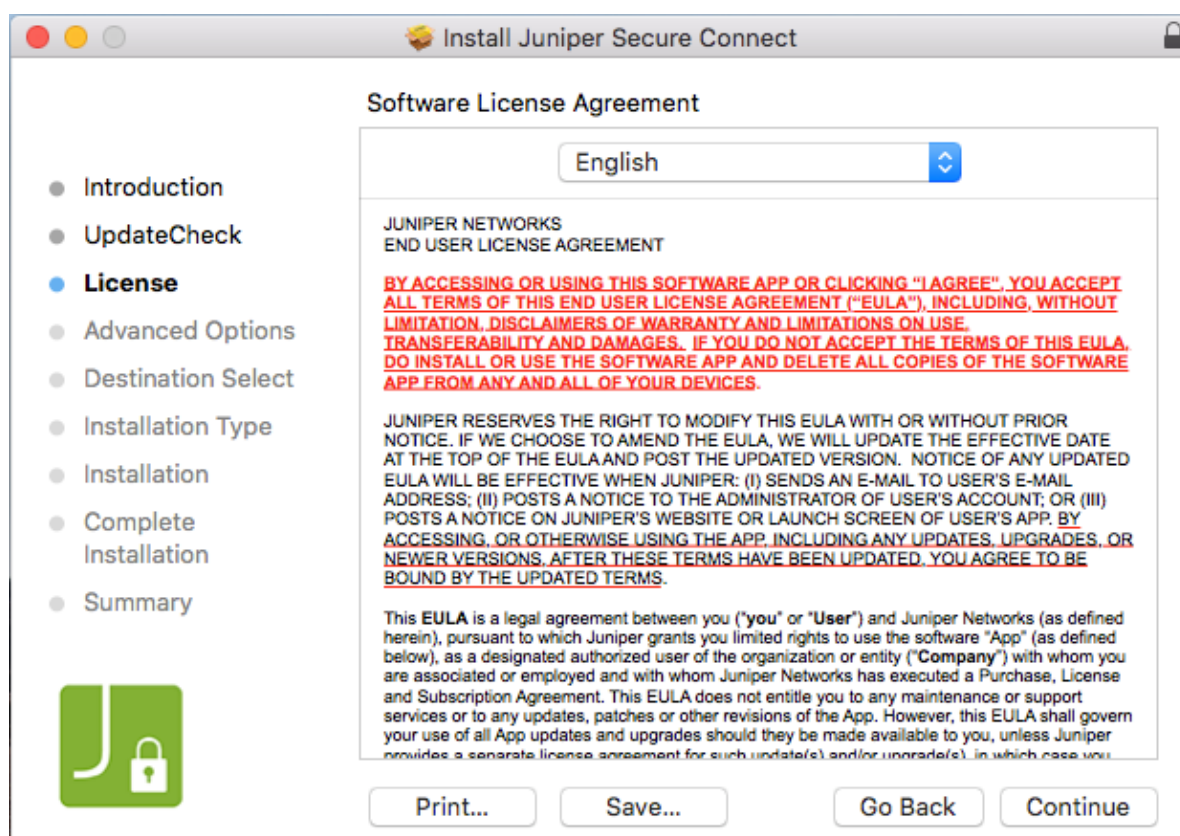 Install Juniper Secure Connect
Software License Agreement
Introduction
UpdateCheck
License
Advanced Options
Destination Select
Installation Type
Installation
Complete
Installation
Summary
English
JUNIPER NETWORKS
END USER LICENSE AGREEMENT
BY ACCESSING OR USING THIS SOFTWARE APP OR CLICKING “I AGREE”, YOU ACCEPT
ALL TERMS OF THIS END USER LICENSE AGREEMENT (“EULA”), INCLUDING, WITHOUT
LIMITATION, DISCLAIMERS OF WARRANTY AND LIMITATIONS ON USE,
TRANSFERABILITY AND DAMAGES. IF YOU DO NOT ACCEPT THE TERMS OF THIS EULA,
DO INSTALL OR USE THE SOFTWARE APP AND DELETE ALL COPIES OF THE SOFTWARE
APP FROM ANY AND ALL OF YOUR DEVICES.
JUNIPER RESERVES THE RIGHT TO MODIFY THIS EULA WITH OR WITHOUT PRIOR
NOTICE. IF WE CHOOSE TO AMEND THE EULA, WE WILL UPDATE THE EFFECTIVE DATE
AT THE TOP OF THE EULA AND POST THE UPDATED VERSION. NOTICE OF ANY UPDATED
EULA WILL BE EFFECTIVE WHEN JUNIPER: (I) SENDS AN E-MAIL TO USER'S E-MAIL
ADDRESS; (II) POSTS A NOTICE TO THE ADMINISTRATOR OF USER'S ACCOUNT; OR (III)
POSTS A NOTICE ON JUNIPER'S WEBSITE OR LAUNCH SCREEN OF USER'S APP. BY
ACCESSING, OR OTHERWISE USING THE APP, INCLUDING ANY UPDATES, UPGRADES, OR
NEWER VERSIONS, AFTER THESE TERMS HAVE BEEN UPDATED, YOU AGREE TO BE
BOUND BY THE UPDATED TERMS.
This EULA is a legal agreement between you ("you" or "User") and Juniper Networks (as defined
herein), pursuant to which Juniper grants you limited rights to use the software "App" (as defined
below), as a designated authorized user of the organization or entity ("Company") with whom you
are associated or employed and with whom Juniper Networks has executed a Purchase, License
and Subscription Agreement. This EULA does not entitle you to any maintenance or support
services or to any updates, patches or other revisions of the App. However, this EULA shall govern
your use of all App updates and upgrades should they be made available to you, unless Juniper
provides a separate license agreement for such update(s) and/or upgrade(s), in which case you
Print...
Save...
Go Back
Continue